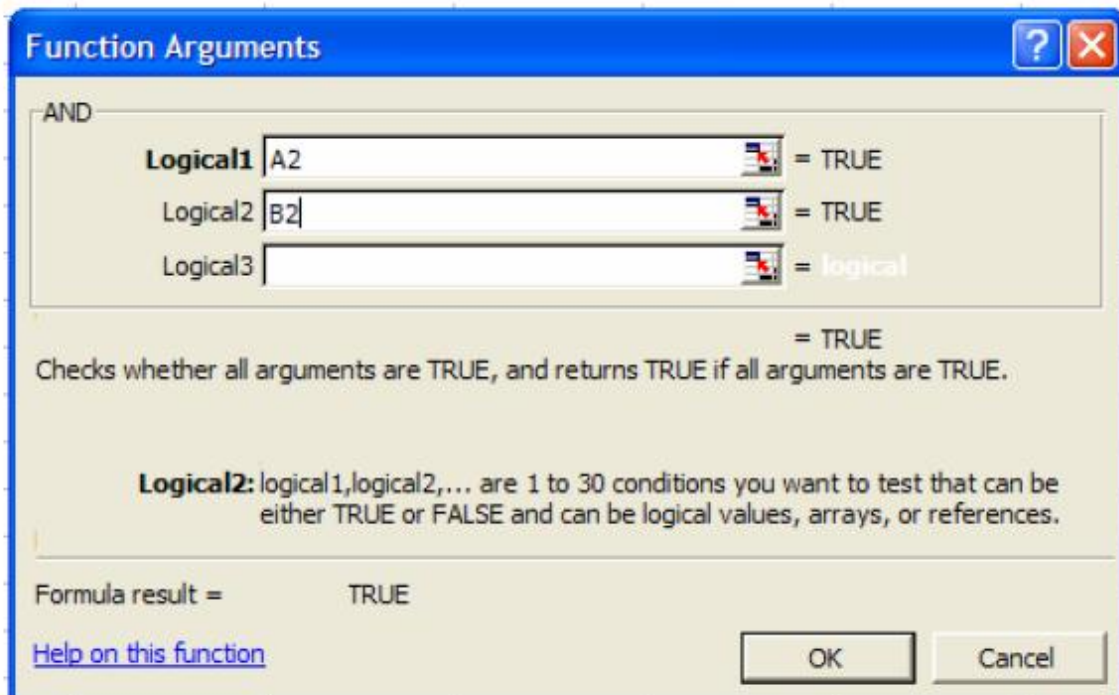 Function Arguments
AND
Logical1 A2 = TRUE
Logical2 B2 = TRUE
Logical3 = logical
= TRUE
Checks whether all arguments are TRUE, and returns TRUE if all arguments are TRUE.
Logical2: logical1,logical2,... are 1 to 30 conditions you want to test that can be
either TRUE or FALSE and can be logical values, arrays, or references.
Formula result = TRUE
Help on this function
OK Cancel